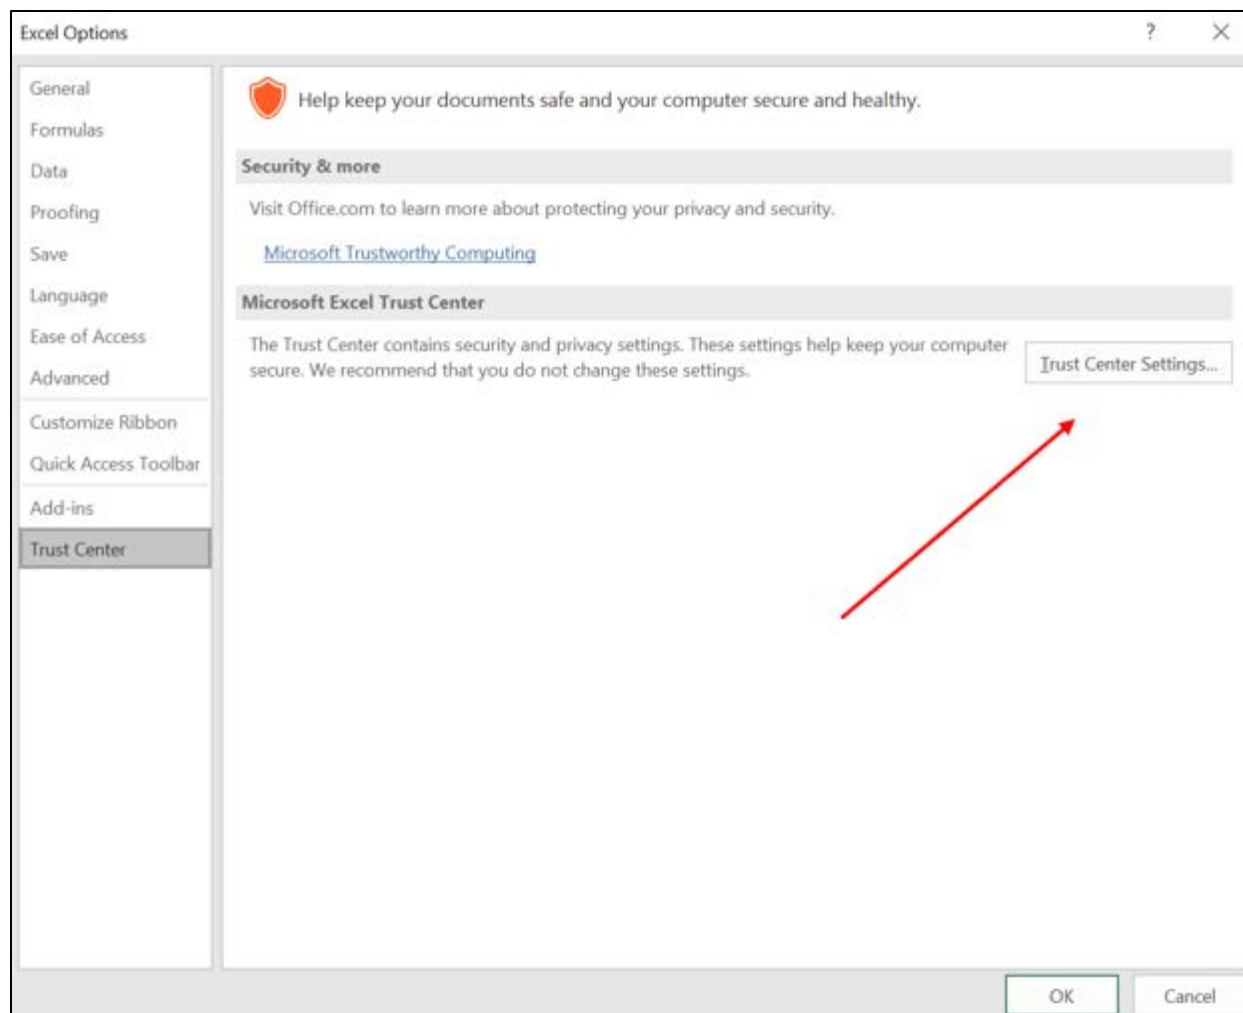 Excel Options
?
General
Formulas
Data
Proofing
Save
Language
Ease of Access
Advanced
Customize Ribbon
Quick Access Toolbar
Add-ins
Trust Center
Help keep your documents safe and your computer secure and healthy.
Security & more
Visit Office.com to learn more about protecting your privacy and security.
Microsoft Trustworthy Computing
Microsoft Excel Trust Center
The Trust Center contains security and privacy settings. These settings help keep your computer
secure. We recommend that you do not change these settings.
Trust Center Settings...
OK
Cancel